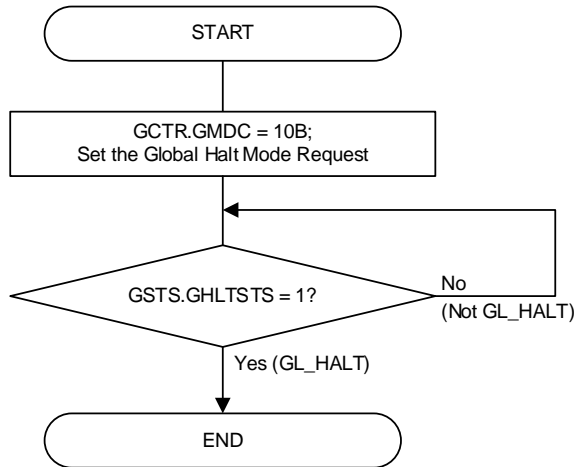 START
GCTR.GMDC = 10B;
Set the Global Halt Mode Request
GSTS.GHLTSTS = 1?
No
(Not GL_HALT)
Yes (GL_HALT)
END